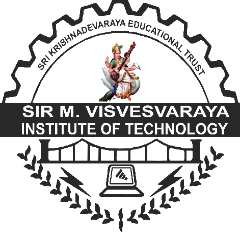 SRI KRISHNADEVARAYA EDUCATIONAL TRUST
SIR M. VISVESVARAYA
INSTITUTE OF TECHNOLOGY